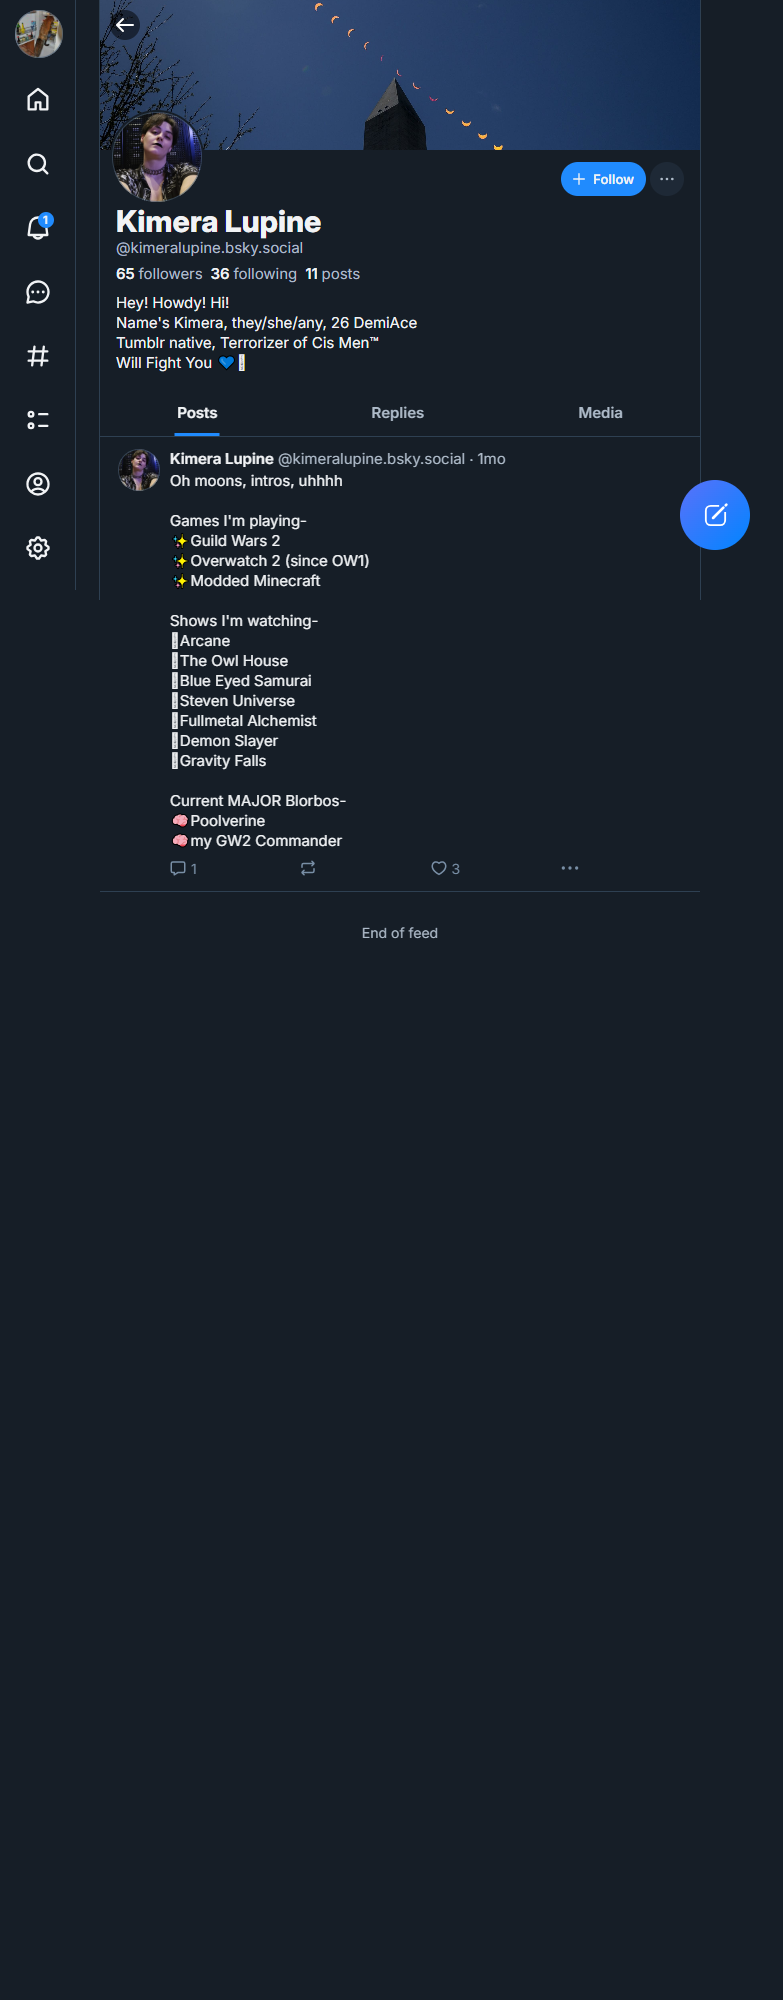 1
Follow
Kimera Lupine
@kimeralupine.bsky.social
65 followers 36 following 11 posts
Hey! Howdy! Hi!
Name's Kimera, they/she/any, 26 DemiAce
Tumblr native, Terrorizer of Cis Men™
Will Fight You 💙
Posts Replies Media
Kimera Lupine @kimeralupine.bsky.social · 1mo
Oh moons, intros, uhhhh
Games I'm playing-
✨Guild Wars 2
✨Overwatch 2 (since OW1)
✨Modded Minecraft
Shows I'm watching-
Arcane
The Owl House
Blue Eyed Samurai
Steven Universe
Fullmetal Alchemist
Demon Slayer
Gravity Falls
Current MAJOR Blorbos-
🧠Poolverine
🧠my GW2 Commander
1 3
End of feed